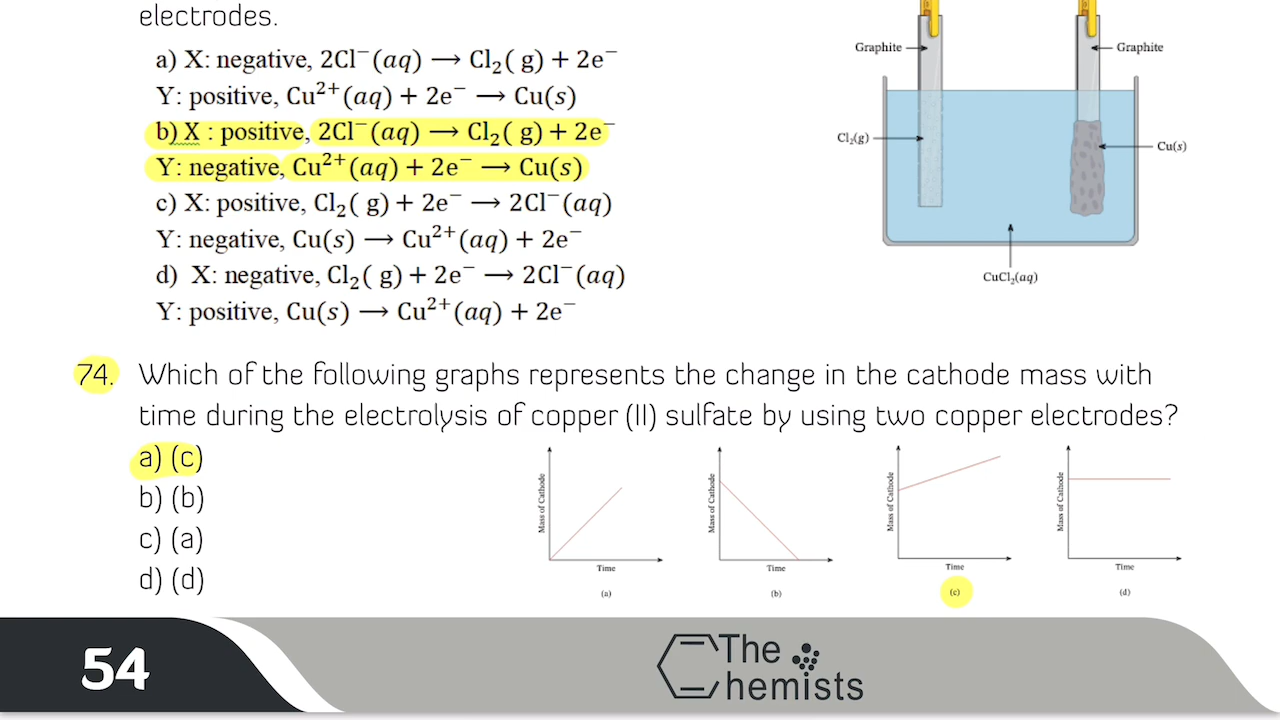 electrodes.
a) X: negative, 2Cl⁻(aq) ⟶ Cl₂( g) + 2e⁻
Y: positive, Cu²⁺(aq) + 2e⁻ ⟶ Cu(s)
b) X : positive, 2Cl⁻(aq) ⟶ Cl₂( g) + 2e⁻
Y: negative, Cu²⁺(aq) + 2e⁻ ⟶ Cu(s)
c) X: positive, Cl₂( g) + 2e⁻ ⟶ 2Cl⁻(aq)
Y: negative, Cu(s) ⟶ Cu²⁺(aq) + 2e⁻
d) X: negative, Cl₂( g) + 2e⁻ ⟶ 2Cl⁻(aq)
Y: positive, Cu(s) ⟶ Cu²⁺(aq) + 2e⁻
Graphite
Graphite
Cl₂(g)
Cu(s)
CuCl₂(aq)
74. Which of the following graphs represents the change in the cathode mass with
time during the electrolysis of copper (II) sulfate by using two copper electrodes?
a) (c)
b) (b)
c) (a)
d) (d)
Mass of Cathode
Time
(a)
Mass of Cathode
Time
(b)
Mass of Cathode
Time
(c)
Mass of Cathode
Time
(d)
54
The
Chemists